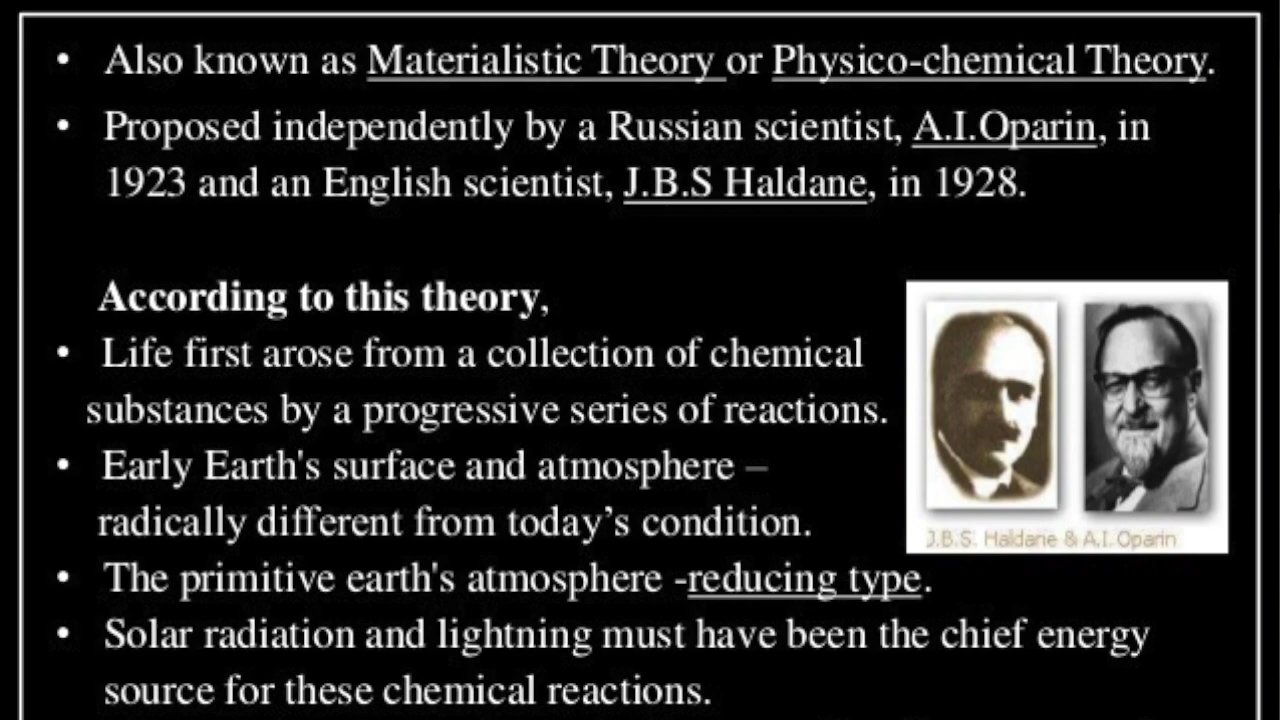 • Also known as Materialistic Theory or Physico-chemical Theory.
• Proposed independently by a Russian scientist, A.I.Oparin, in
1923 and an English scientist, J.B.S Haldane, in 1928.
According to this theory,
• Life first arose from a collection of chemical
substances by a progressive series of reactions.
• Early Earth's surface and atmosphere –
radically different from today’s condition.
J.B.S. Haldane & A.I. Oparin
• The primitive earth's atmosphere -reducing type.
• Solar radiation and lightning must have been the chief energy
source for these chemical reactions.